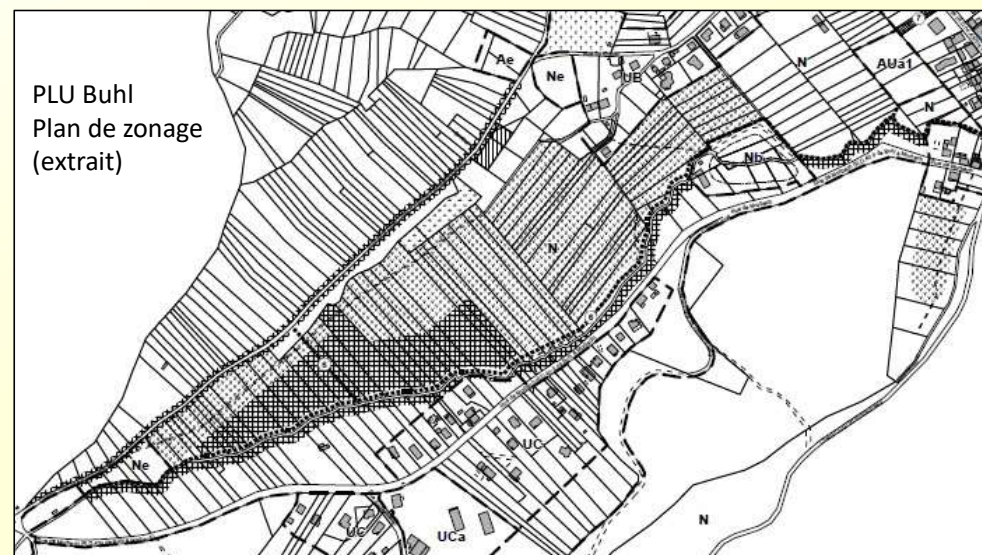 PLU Buhl
Plan de zonage
(extrait)
Ae
Ne
UB
N
AUa1
N
Nb
N
Ne
UC
UC
UCa
N